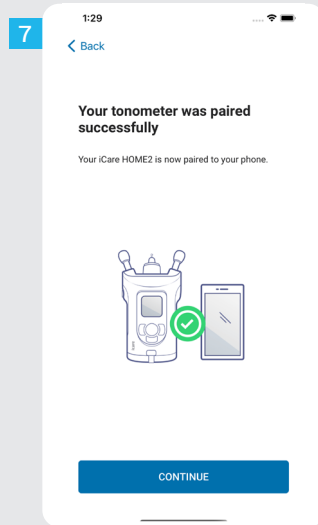 7
1:29
Back
Your tonometer was paired
successfully
Your iCare HOME2 is now paired to your phone.
CONTINUE